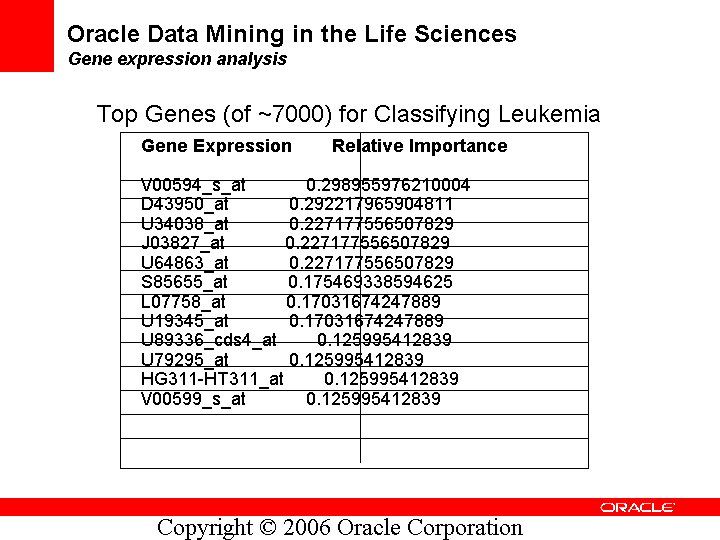 Oracle Data Mining in the Life Sciences
Gene expression analysis
Top Genes (of ~7000) for Classifying Leukemia
Gene Expression Relative Importance
V00594_s_at 0.298955976210004
D43950_at 0.292217965904811
U34038_at 0.227177556507829
J03827_at 0.227177556507829
U64863_at 0.227177556507829
S85655_at 0.175469338594625
L07758_at 0.17031674247889
U19345_at 0.17031674247889
U89336_cds4_at 0.125995412839
U79295_at 0.125995412839
HG311-HT311_at 0.125995412839
V00599_s_at 0.125995412839
ORACLE
Copyright © 2006 Oracle Corporation